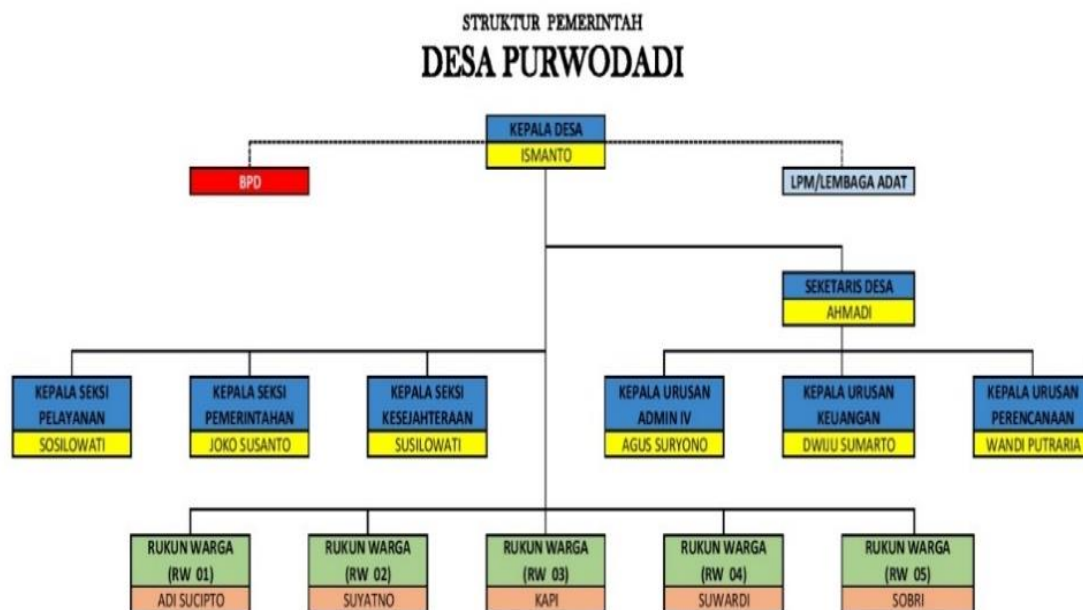 STRUKTUR PEMERINTAH
DESA PURWODADI
KEPALA DESA
ISMANTO
BPD
LPM/LEMBAGA ADAT
SEKETARIS DESA
AHMADI
KEPALA SEKSI
PELAYANAN
SOSILOWATI
KEPALA SEKSI
PEMERINTAHAN
JOKO SUSANTO
KEPALA SEKSI
KESEJAHTERAAN
SUSILOWATI
KEPALA URUSAN
ADMIN IV
AGUS SURYONO
KEPALA URUSAN
KEUANGAN
DWIJU SUMARTO
KEPALA URUSAN
PERENCANAAN
WANDI PUTRARIA
RUKUN WARGA
(RW 01)
ADI SUCIPTO
RUKUN WARGA
(RW 02)
SUYATNO
RUKUN WARGA
(RW 03)
KAPI
RUKUN WARGA
(RW 04)
SUWARDI
RUKUN WARGA
(RW 05)
SOBRI